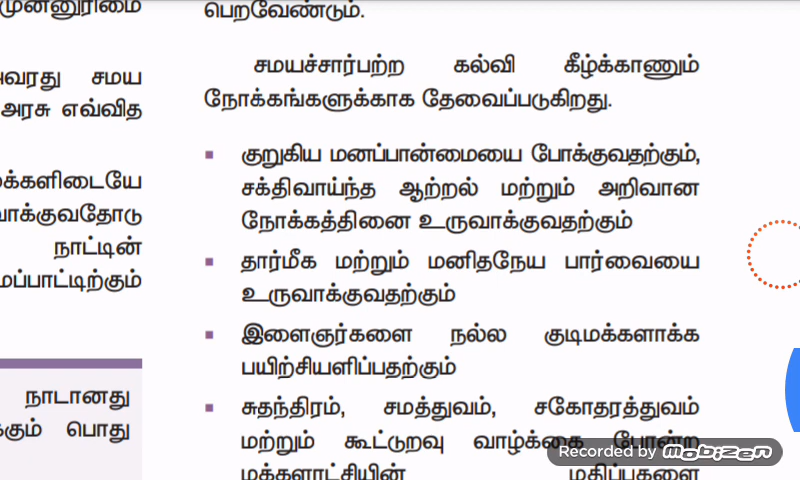 முன்னுரிமை
சமய
அரசு எவ்வித
நாட்டின்
நாடானது
பொது
பெறவேண்டும்.
சமயச்சார்பற்ற கல்வி கீழ்க்காணும்
நோக்கங்களுக்காக தேவைப்படுகிறது.
குறுகிய மனப்பான்மையை போக்குவதற்கும்,
சக்திவாய்ந்த ஆற்றல் மற்றும் அறிவான
நோக்கத்தினை உருவாக்குவதற்கும்
தார்மீக மற்றும் மனிதநேய பார்வையை
உருவாக்குவதற்கும்
இளைஞர்களை நல்ல குடிமக்களாக்க
பயிற்சியளிப்பதற்கும்
சுதந்திரம், சமத்துவம், சகோதரத்துவம்
மற்றும் கூட்டுறவு வாழ்க்கை போன்ற
மக்களாட்சியின் மதிப்புகளை
Recorded by mobizen